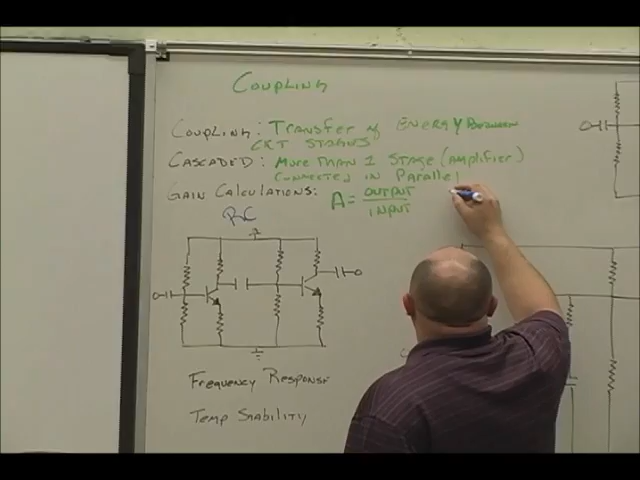 Coupling
Coupling: Transfer of Energy Between
CKT STAGES
Cascaded: More than 1 Stage (Amplifier)
Connected in Parallel
Gain Calculations: A = OUTPUT
INPUT
RC
Frequency Response
Temp Stability